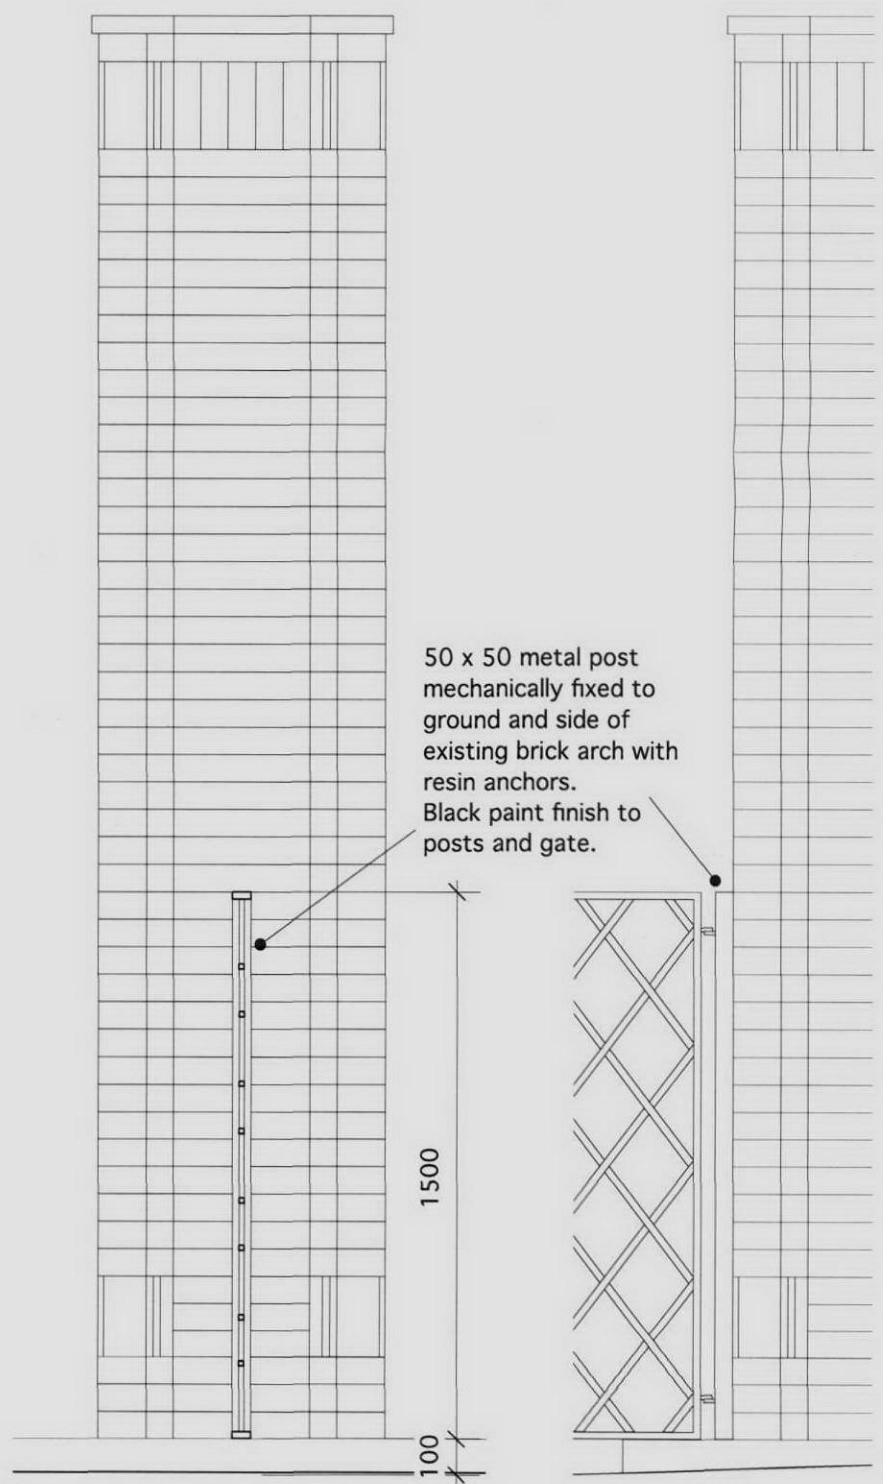 50 x 50 metal post
mechanically fixed to
ground and side of
existing brick arch with
resin anchors.
Black paint finish to
posts and gate.
1500
100